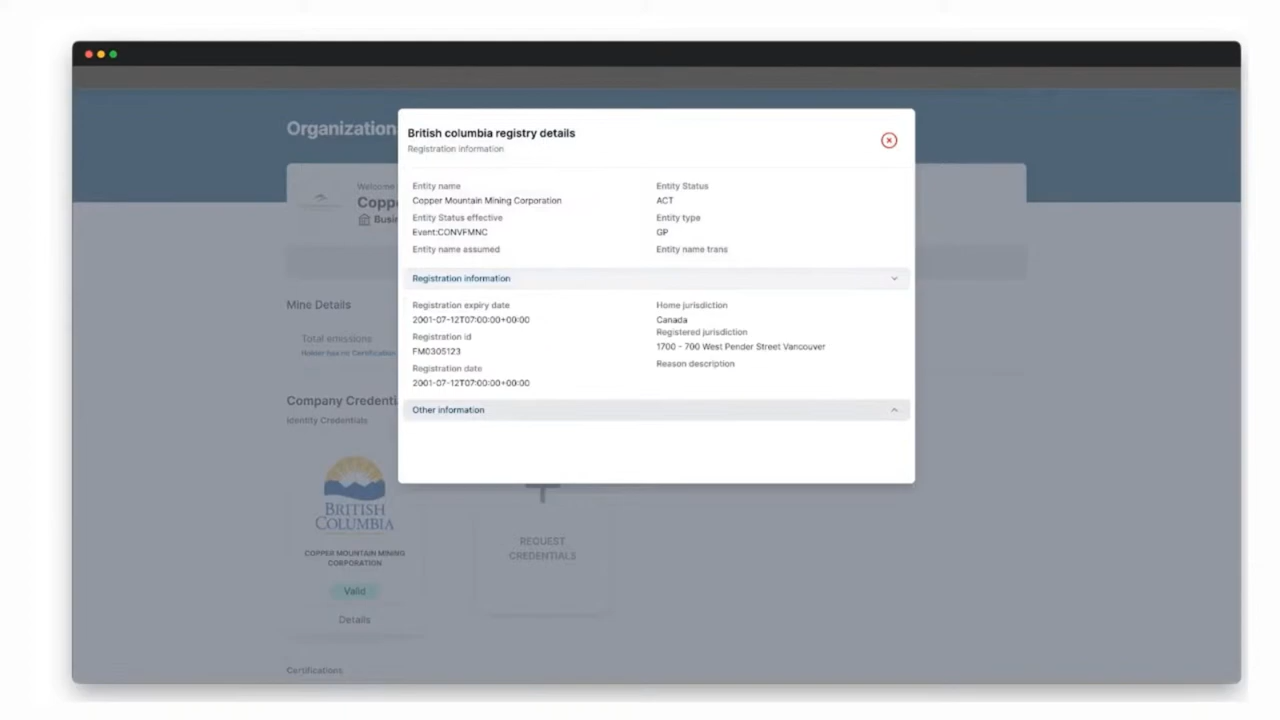 Organization
British columbia registry details
Registration information
Welcome
Copp
Busi
Entity name
Copper Mountain Mining Corporation
Entity Status
ACT
Entity Status effective
Event:CONVFMNC
Entity type
GP
Entity name assumed
Entity name trans
Registration information
Mine Details
Total emissions
Registration expiry date
2001-07-12T07:00:00+00:00
Home jurisdiction
Canada
Registration id
FM0305123
Registered jurisdiction
1700 - 700 West Pender Street Vancouver
Registration date
2001-07-12T07:00:00+00:00
Reason description
Company Credenti
Identity Credentials
Other information
BRITISH
COLUMBIA
COPPER MOUNTAIN MINING
CORPORATION
Valid
Details
REQUEST
CREDENTIALS
Certifications